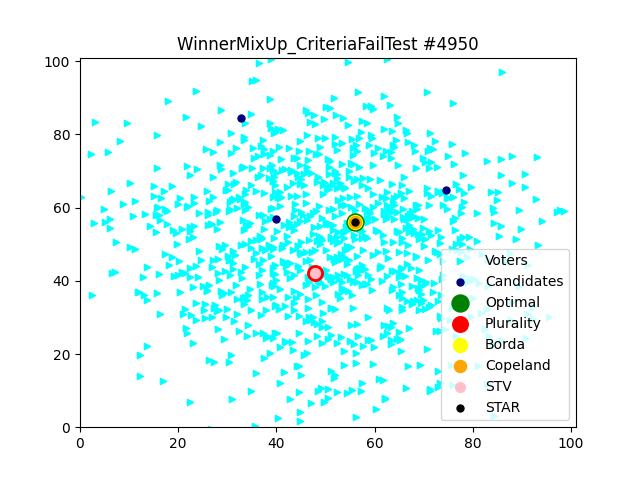 WinnerMixUp_CriteriaFailTest #4950
100
80
60
40
20
0
0 20 40 60 80 100
Voters
Candidates
Optimal
Plurality
Borda
Copeland
STV
STAR